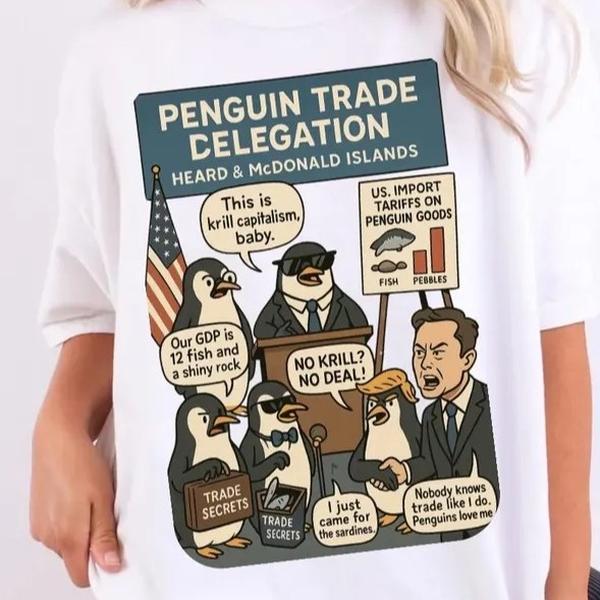 PENGUIN TRADE
DELEGATION
HEARD & McDONALD ISLANDS
This is
krill capitalism,
baby.
U.S. IMPORT
TARIFFS ON
PENGUIN GOODS
FISH PEBBLES
Our GDP is
12 fish and
a shiny rock
NO KRILL?
NO DEAL!
TRADE
SECRETS
TRADE
SECRETS
I just
came for
the sardines.
Nobody knows
trade like I do.
Penguins love me